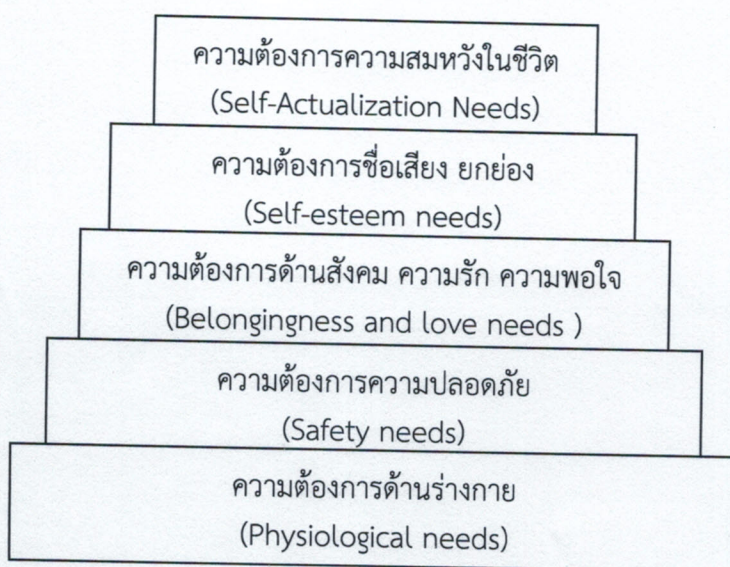 ความต้องการความสมหวังในชีวิต
(Self-Actualization Needs)
ความต้องการชื่อเสียง ยกย่อง
(Self-esteem needs)
ความต้องการด้านสังคม ความรัก ความพอใจ
(Belongingness and love needs )
ความต้องการความปลอดภัย
(Safety needs)
ความต้องการด้านร่างกาย
(Physiological needs)